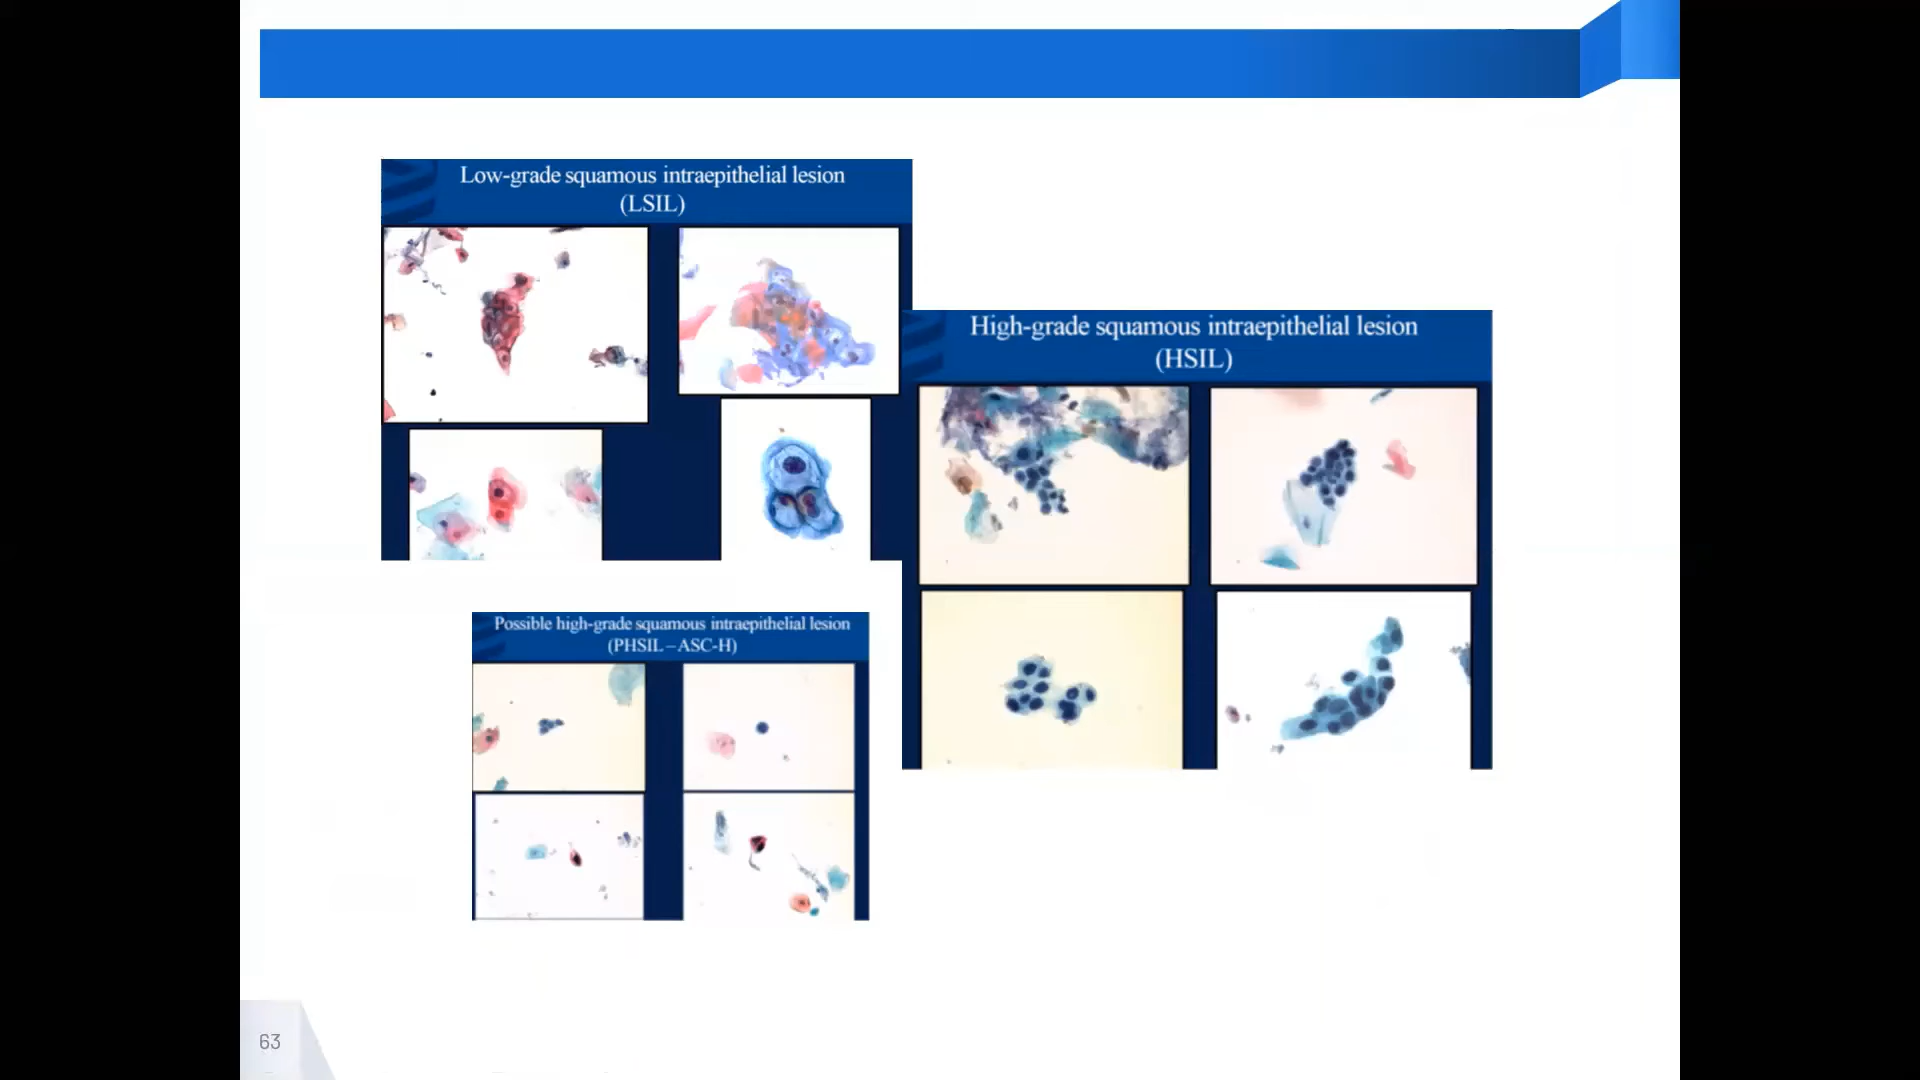 Low-grade squamous intraepithelial lesion
(LSIL)
High-grade squamous intraepithelial lesion
(HSIL)
Possible high-grade squamous intraepithelial lesion
(PHSIL – ASC-H)
63